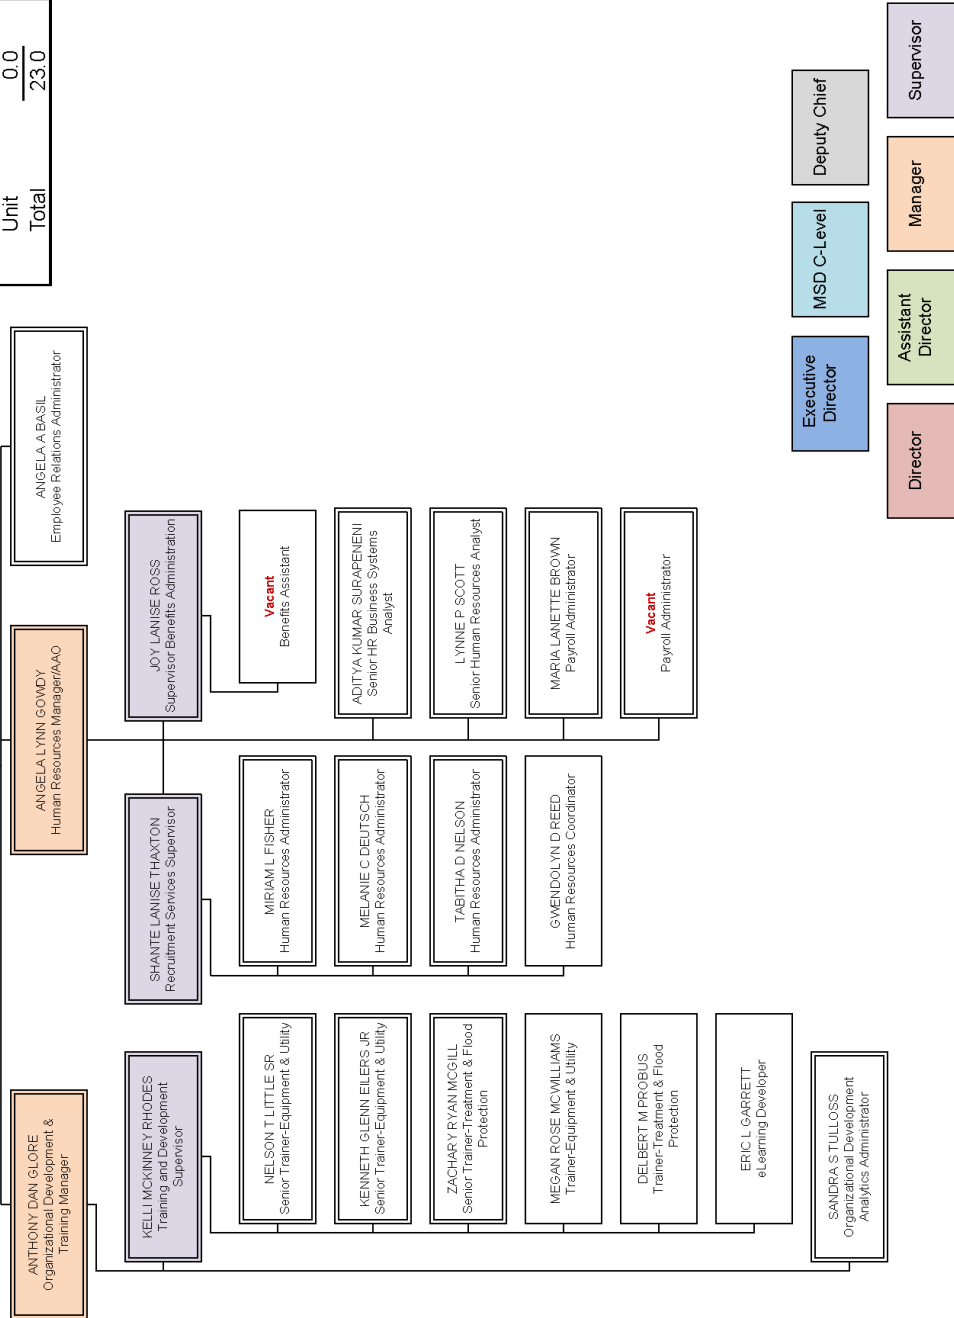 Unit 0.0
Total 23.0
ANTHONY DAN GLORE
Organizational Development &
Training Manager
ANGELA LYNN GOWDY
Human Resources Manager/AAO
ANGELA A BASIL
Employee Relations Administrator
KELLI MCKINNEY RHODES
Training and Development
Supervisor
SHANTE LANISE THAXTON
Recruitment Services Supervisor
JOY LANISE ROSS
Supervisor Benefits Administration
NELSON T LITTLE SR
Senior Trainer-Equipment & Utility
KENNETH GLENN EILERS JR
Senior Trainer-Equipment & Utility
ZACHARY RYAN MCGILL
Senior Trainer-Treatment & Flood
Protection
MEGAN ROSE MCWILLIAMS
Trainer-Equipment & Utility
DELBERT M PROBUS
Trainer-Treatment & Flood
Protection
ERIC L GARRETT
eLearning Developer
SANDRA S TULLOSS
Organizational Development
Analytics Administrator
MIRIAM L FISHER
Human Resources Administrator
MELANIE C DEUTSCH
Human Resources Administrator
TABITHA D NELSON
Human Resources Administrator
GWENDOLYN D REED
Human Resources Coordinator
Vacant
Benefits Assistant
ADITYA KUMAR SURAPENENI
Senior HR Business Systems
Analyst
LYNNE P SCOTT
Senior Human Resources Analyst
MARIA LANETTE BROWN
Payroll Administrator
Vacant
Payroll Administrator
Executive
Director
MSD C-Level
Deputy Chief
Director
Assistant
Director
Manager
Supervisor